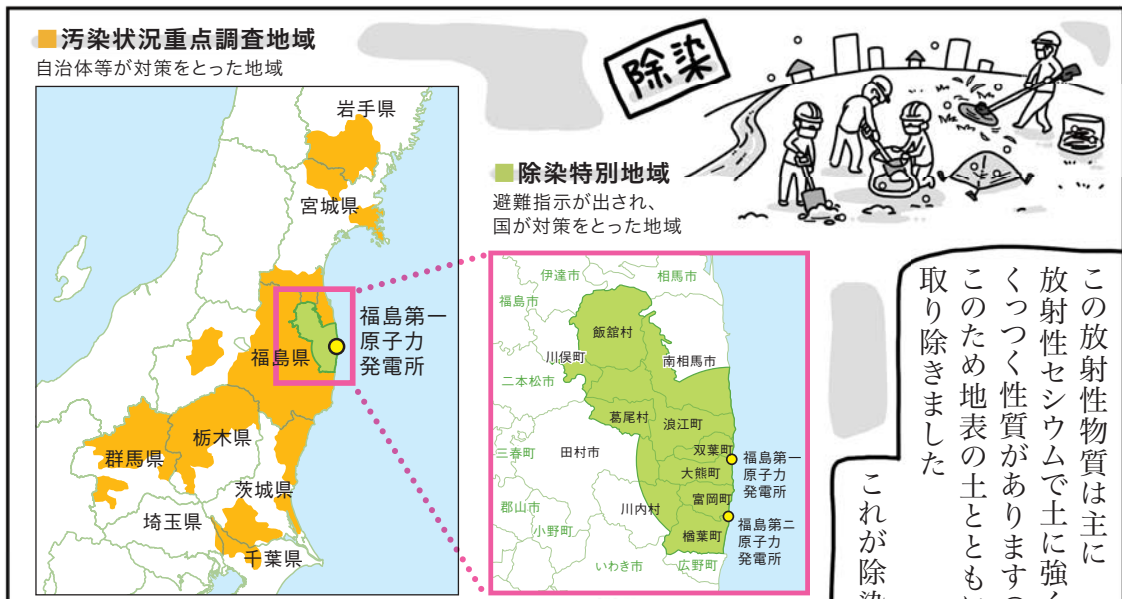 ■汚染状況重点調査地域
自治体等が対策をとった地域
岩手県
宮城県
福島県
福島第一
原子力
発電所
栃木県
群馬県
茨城県
埼玉県
千葉県
除染
■除染特別地域
避難指示が出され、
国が対策をとった地域
伊達市
相馬市
福島市
飯舘村
川俣町
南相馬市
二本松市
葛尾村
浪江町
三春町
田村市
双葉町
福島第一
原子力
発電所
大熊町
富岡町
郡山市
川内村
小野町
楢葉町
福島第二
原子力
発電所
いわき市
広野町
この放射性物質は主に
放射性セシウムで土に強く
くっつく性質がありますの
このため地表の土とともに
取り除きました
これが除染